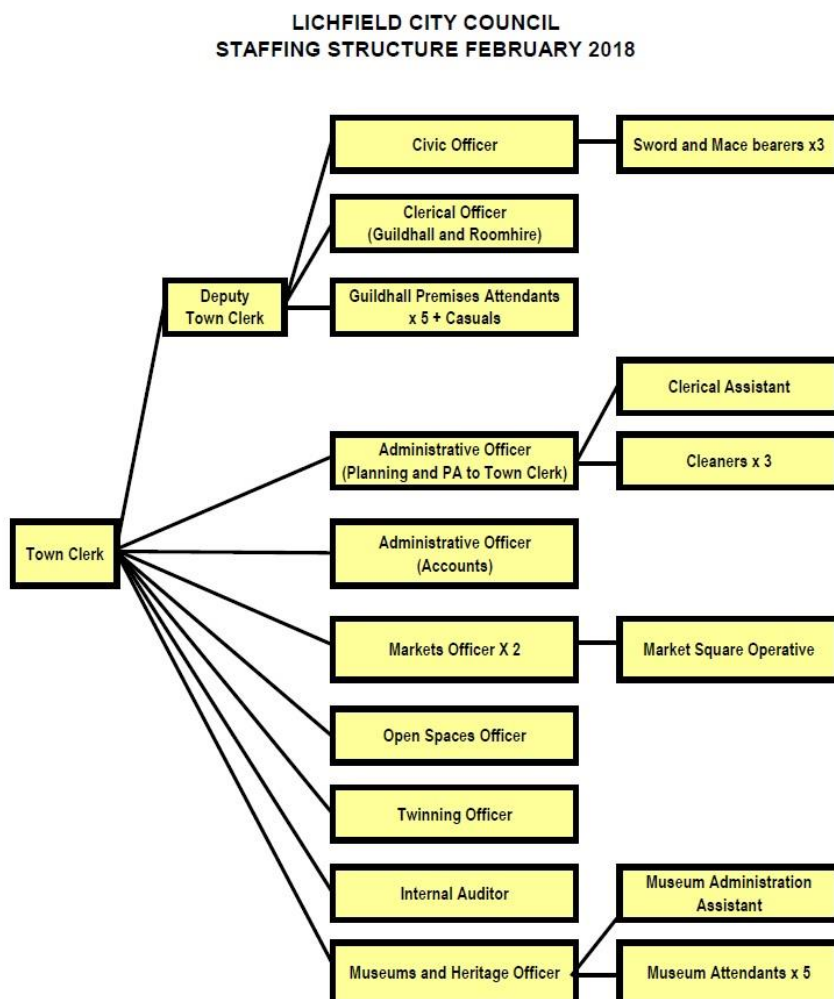 LICHFIELD CITY COUNCIL
STAFFING STRUCTURE FEBRUARY 2018
Civic Officer
Sword and Mace bearers x3
Clerical Officer
(Guildhall and Roomhire)
Deputy
Town Clerk
Guildhall Premises Attendants
x 5 + Casuals
Clerical Assistant
Administrative Officer
(Planning and PA to Town Clerk)
Cleaners x 3
Town Clerk
Administrative Officer
(Accounts)
Markets Officer X 2
Market Square Operative
Open Spaces Officer
Twinning Officer
Internal Auditor
Museum Administration
Assistant
Museums and Heritage Officer
Museum Attendants x 5